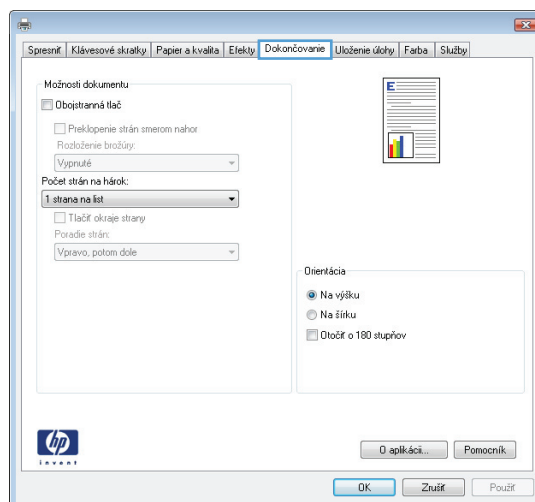 Spresniť Klávesové skratky Papier a kvalita Efekty Dokončovanie Uloženie úlohy Farba Služby
Možnosti dokumentu
Obojstranná tlač
Preklopenie strán smerom nahor
Rozloženie brožúry:
Vypnuté
Počet strán na hárok:
1 strana na list
Tlačiť okraje strany
Poradie strán:
Vpravo, potom dole
E
Orientácia
Na výšku
Na šírku
Otočiť o 180 stupňov
hp
invent
O aplikácii... Pomocník
OK Zrušiť Použiť